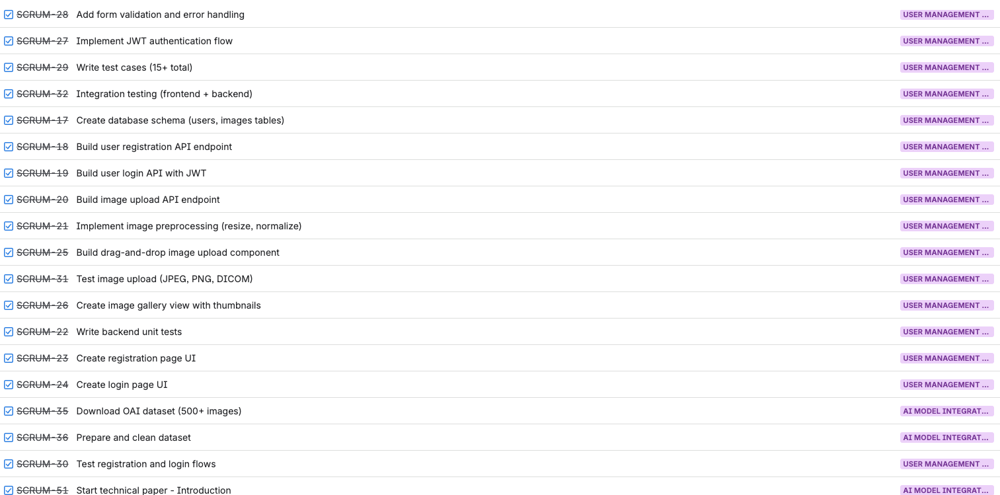 SCRUM-28 Add form validation and error handling USER MANAGEMENT ...
SCRUM-27 Implement JWT authentication flow USER MANAGEMENT ...
SCRUM-29 Write test cases (15+ total) USER MANAGEMENT ...
SCRUM-32 Integration testing (frontend + backend) USER MANAGEMENT ...
SCRUM-17 Create database schema (users, images tables) USER MANAGEMENT ...
SCRUM-18 Build user registration API endpoint USER MANAGEMENT ...
SCRUM-19 Build user login API with JWT USER MANAGEMENT ...
SCRUM-20 Build image upload API endpoint USER MANAGEMENT ...
SCRUM-21 Implement image preprocessing (resize, normalize) USER MANAGEMENT ...
SCRUM-25 Build drag-and-drop image upload component USER MANAGEMENT ...
SCRUM-31 Test image upload (JPEG, PNG, DICOM) USER MANAGEMENT ...
SCRUM-26 Create image gallery view with thumbnails USER MANAGEMENT ...
SCRUM-22 Write backend unit tests USER MANAGEMENT ...
SCRUM-23 Create registration page UI USER MANAGEMENT ...
SCRUM-24 Create login page UI USER MANAGEMENT ...
SCRUM-35 Download OAI dataset (500+ images) AI MODEL INTEGRAT...
SCRUM-36 Prepare and clean dataset AI MODEL INTEGRAT...
SCRUM-30 Test registration and login flows USER MANAGEMENT ...
SCRUM-51 Start technical paper - Introduction AI MODEL INTEGRAT...